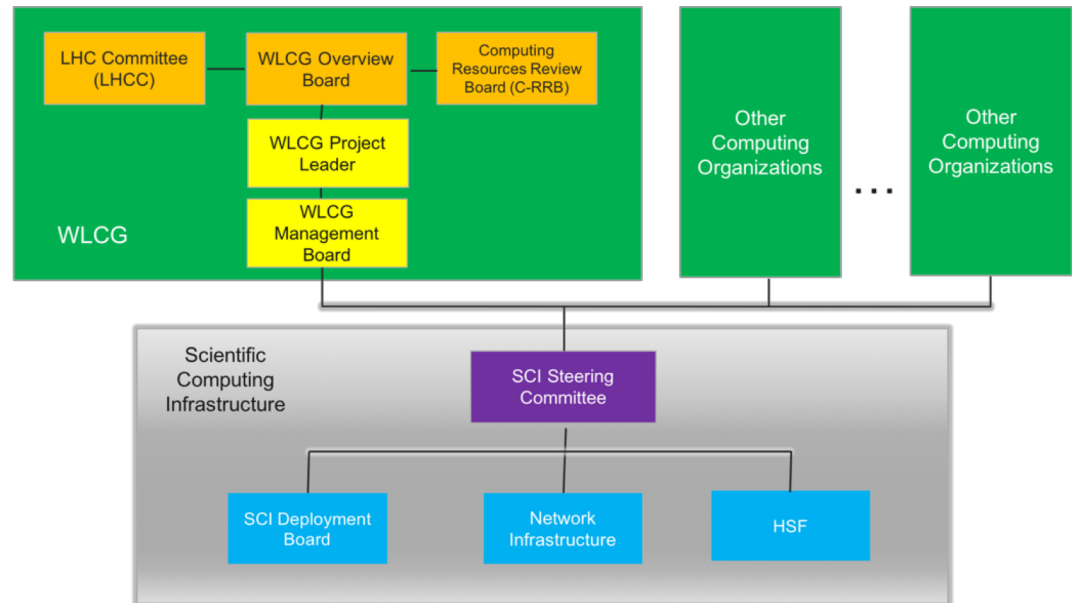 LHC Committee
(LHCC)
WLCG Overview
Board
Computing
Resources Review
Board (C-RRB)
WLCG Project
Leader
WLCG
Management
Board
WLCG
Other
Computing
Organizations
...
Other
Computing
Organizations
Scientific
Computing
Infrastructure
SCI Steering
Committee
SCI Deployment
Board
Network
Infrastructure
HSF